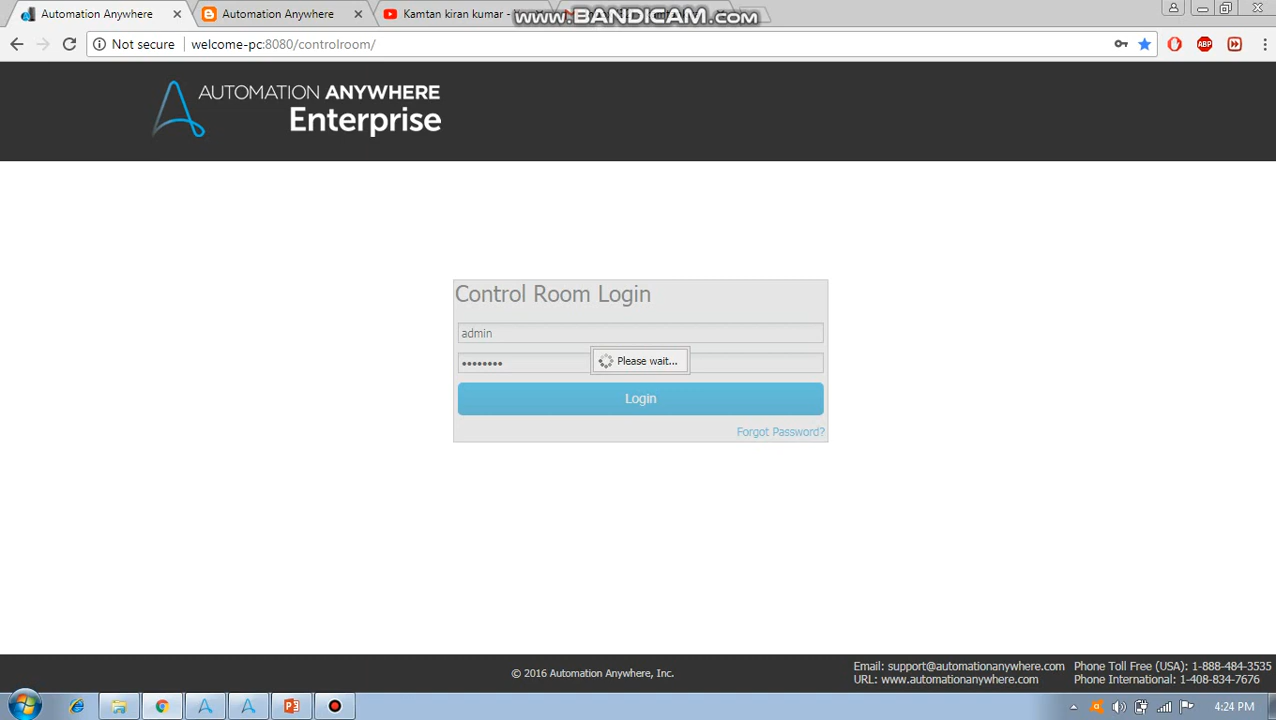 Automation Anywhere
Automation Anywhere
Kamtan kiran kumar -
www.BANDICAM.com
Not secure
welcome-pc:8080/controlroom/
ABP
AUTOMATION ANYWHERE
Enterprise
Control Room Login
admin
••••••••
Please wait...
Login
Forgot Password?
© 2016 Automation Anywhere, Inc.
Email: support@automationanywhere.com
URL: www.automationanywhere.com
Phone Toll Free (USA): 1-888-484-3535
Phone International: 1-408-834-7676
4:24 PM